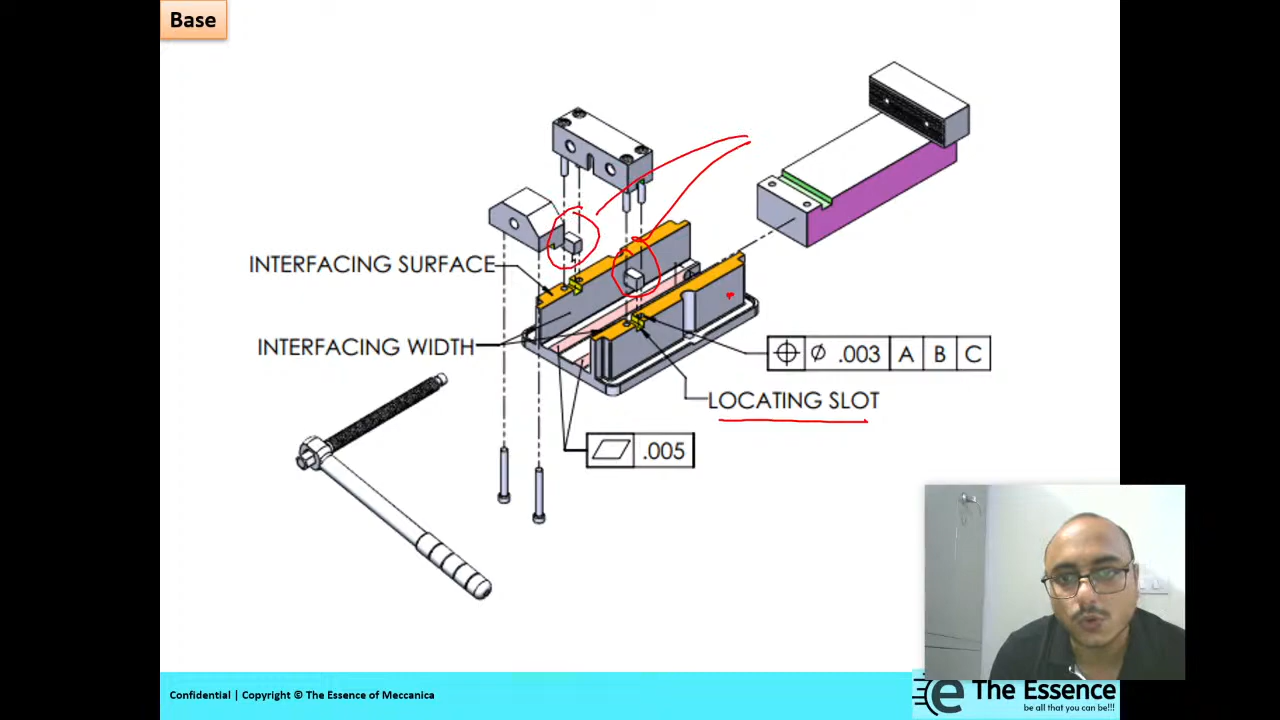 Base
INTERFACING SURFACE
INTERFACING WIDTH
⌖ ⌀ .003 A B C
LOCATING SLOT
⏥ .005
Confidential | Copyright © The Essence of Meccanica
e The Essence
be all that you can be!!!